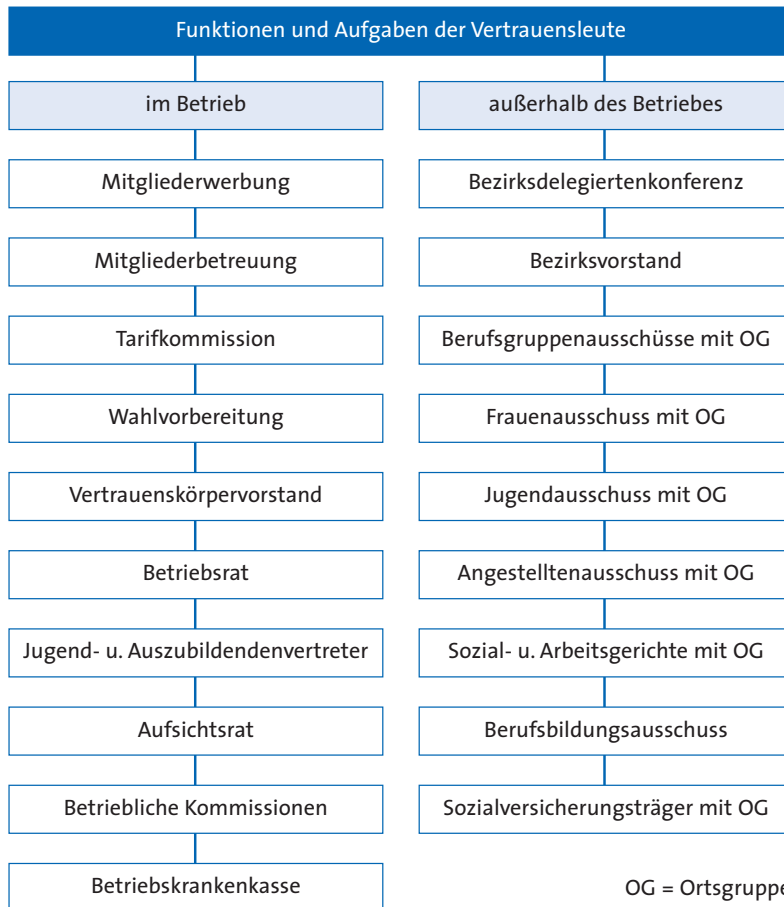 Funktionen und Aufgaben der Vertrauensleute
im Betrieb
Mitgliederwerbung
Mitgliederbetreuung
Tarifkommission
Wahlvorbereitung
Vertrauenskörpervorstand
Betriebsrat
Jugend- u. Auszubildendenvertreter
Aufsichtsrat
Betriebliche Kommissionen
Betriebskrankenkasse
außerhalb des Betriebes
Bezirksdelegiertenkonferenz
Bezirksvorstand
Berufsgruppenausschüsse mit OG
Frauenausschuss mit OG
Jugendausschuss mit OG
Angestelltenausschuss mit OG
Sozial- u. Arbeitsgerichte mit OG
Berufsbildungsausschuss
Sozialversicherungsträger mit OG
OG = Ortsgruppe